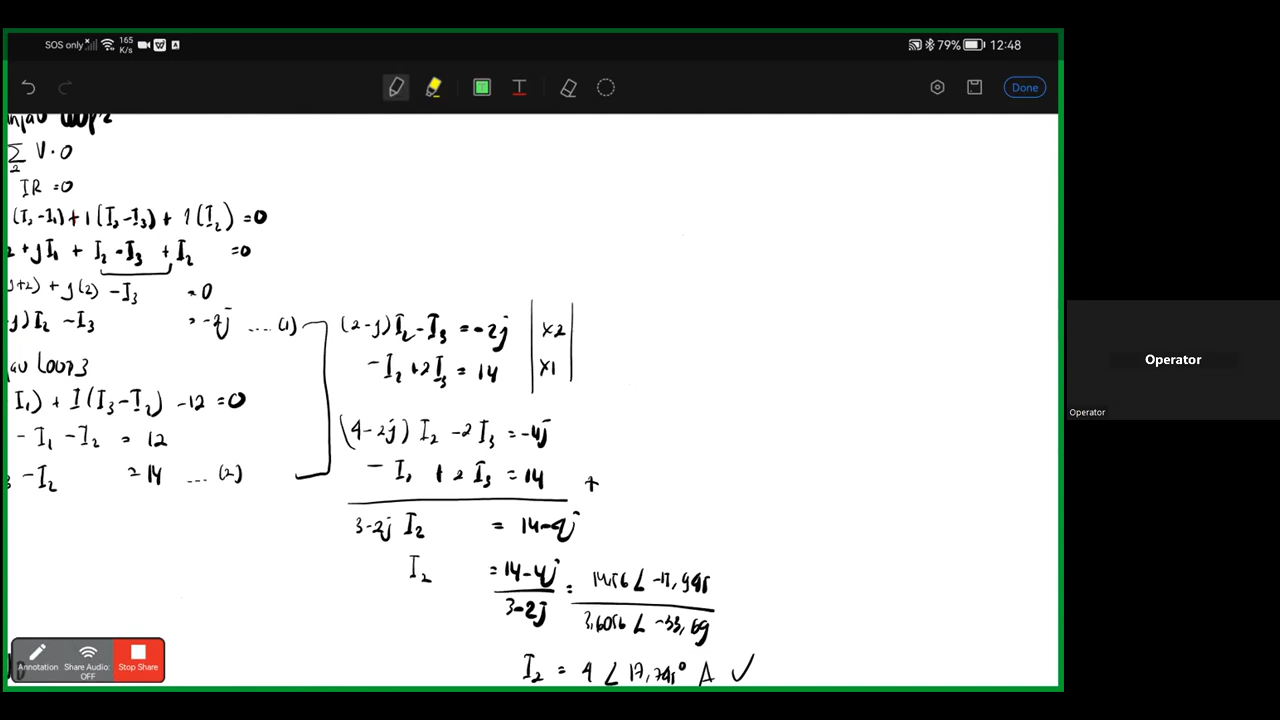 SOS only 165 K/s 79% 12:48
Done
V · 0
IR = 0
(I₂ - I₁) + 1 (I₂ - I₃) + 1 (I₂) = 0
+ jI₁ + I₂ - I₃ + I₂ = 0
j+2) + j(2) - I₃ = 0
j) I₂ - I₃ = -2j .... (1)
Loop 3
I₁) + 1(I₃ - I₂) - 12 = 0
- I₁ - I₂ = 12
- I₂ = 14 ... (2)
(2-j) I₂ - I₃ = -2j | x2
- I₂ + 2I₃ = 14 | x1
(4-2j) I₂ - 2I₃ = -4j
- I₂ + 2I₃ = 14 +
3-2j I₂ = 14-4j
I₂ = 14-4j / 3-2j =
3,6056 ∠ -33,69
I₂ = 4 ∠ 17,745° A ✓
Annotation
Share Audio: OFF
Stop Share
Operator
Operator